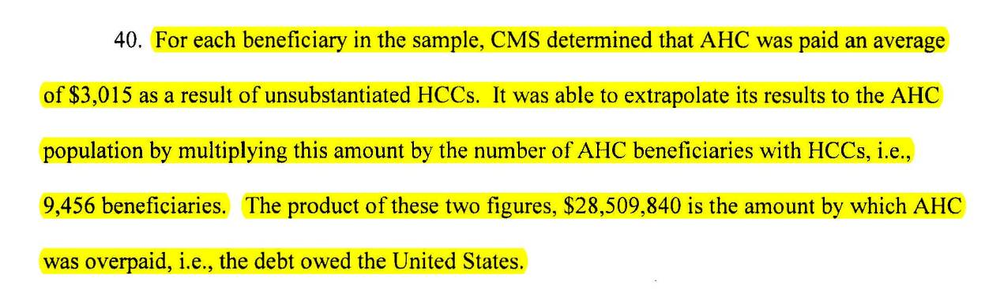 40. For each beneficiary in the sample, CMS determined that AHC was paid an average
of $3,015 as a result of unsubstantiated HCCs. It was able to extrapolate its results to the AHC
population by multiplying this amount by the number of AHC beneficiaries with HCCs, i.e.,
9,456 beneficiaries. The product of these two figures, $28,509,840 is the amount by which AHC
was overpaid, i.e., the debt owed the United States.